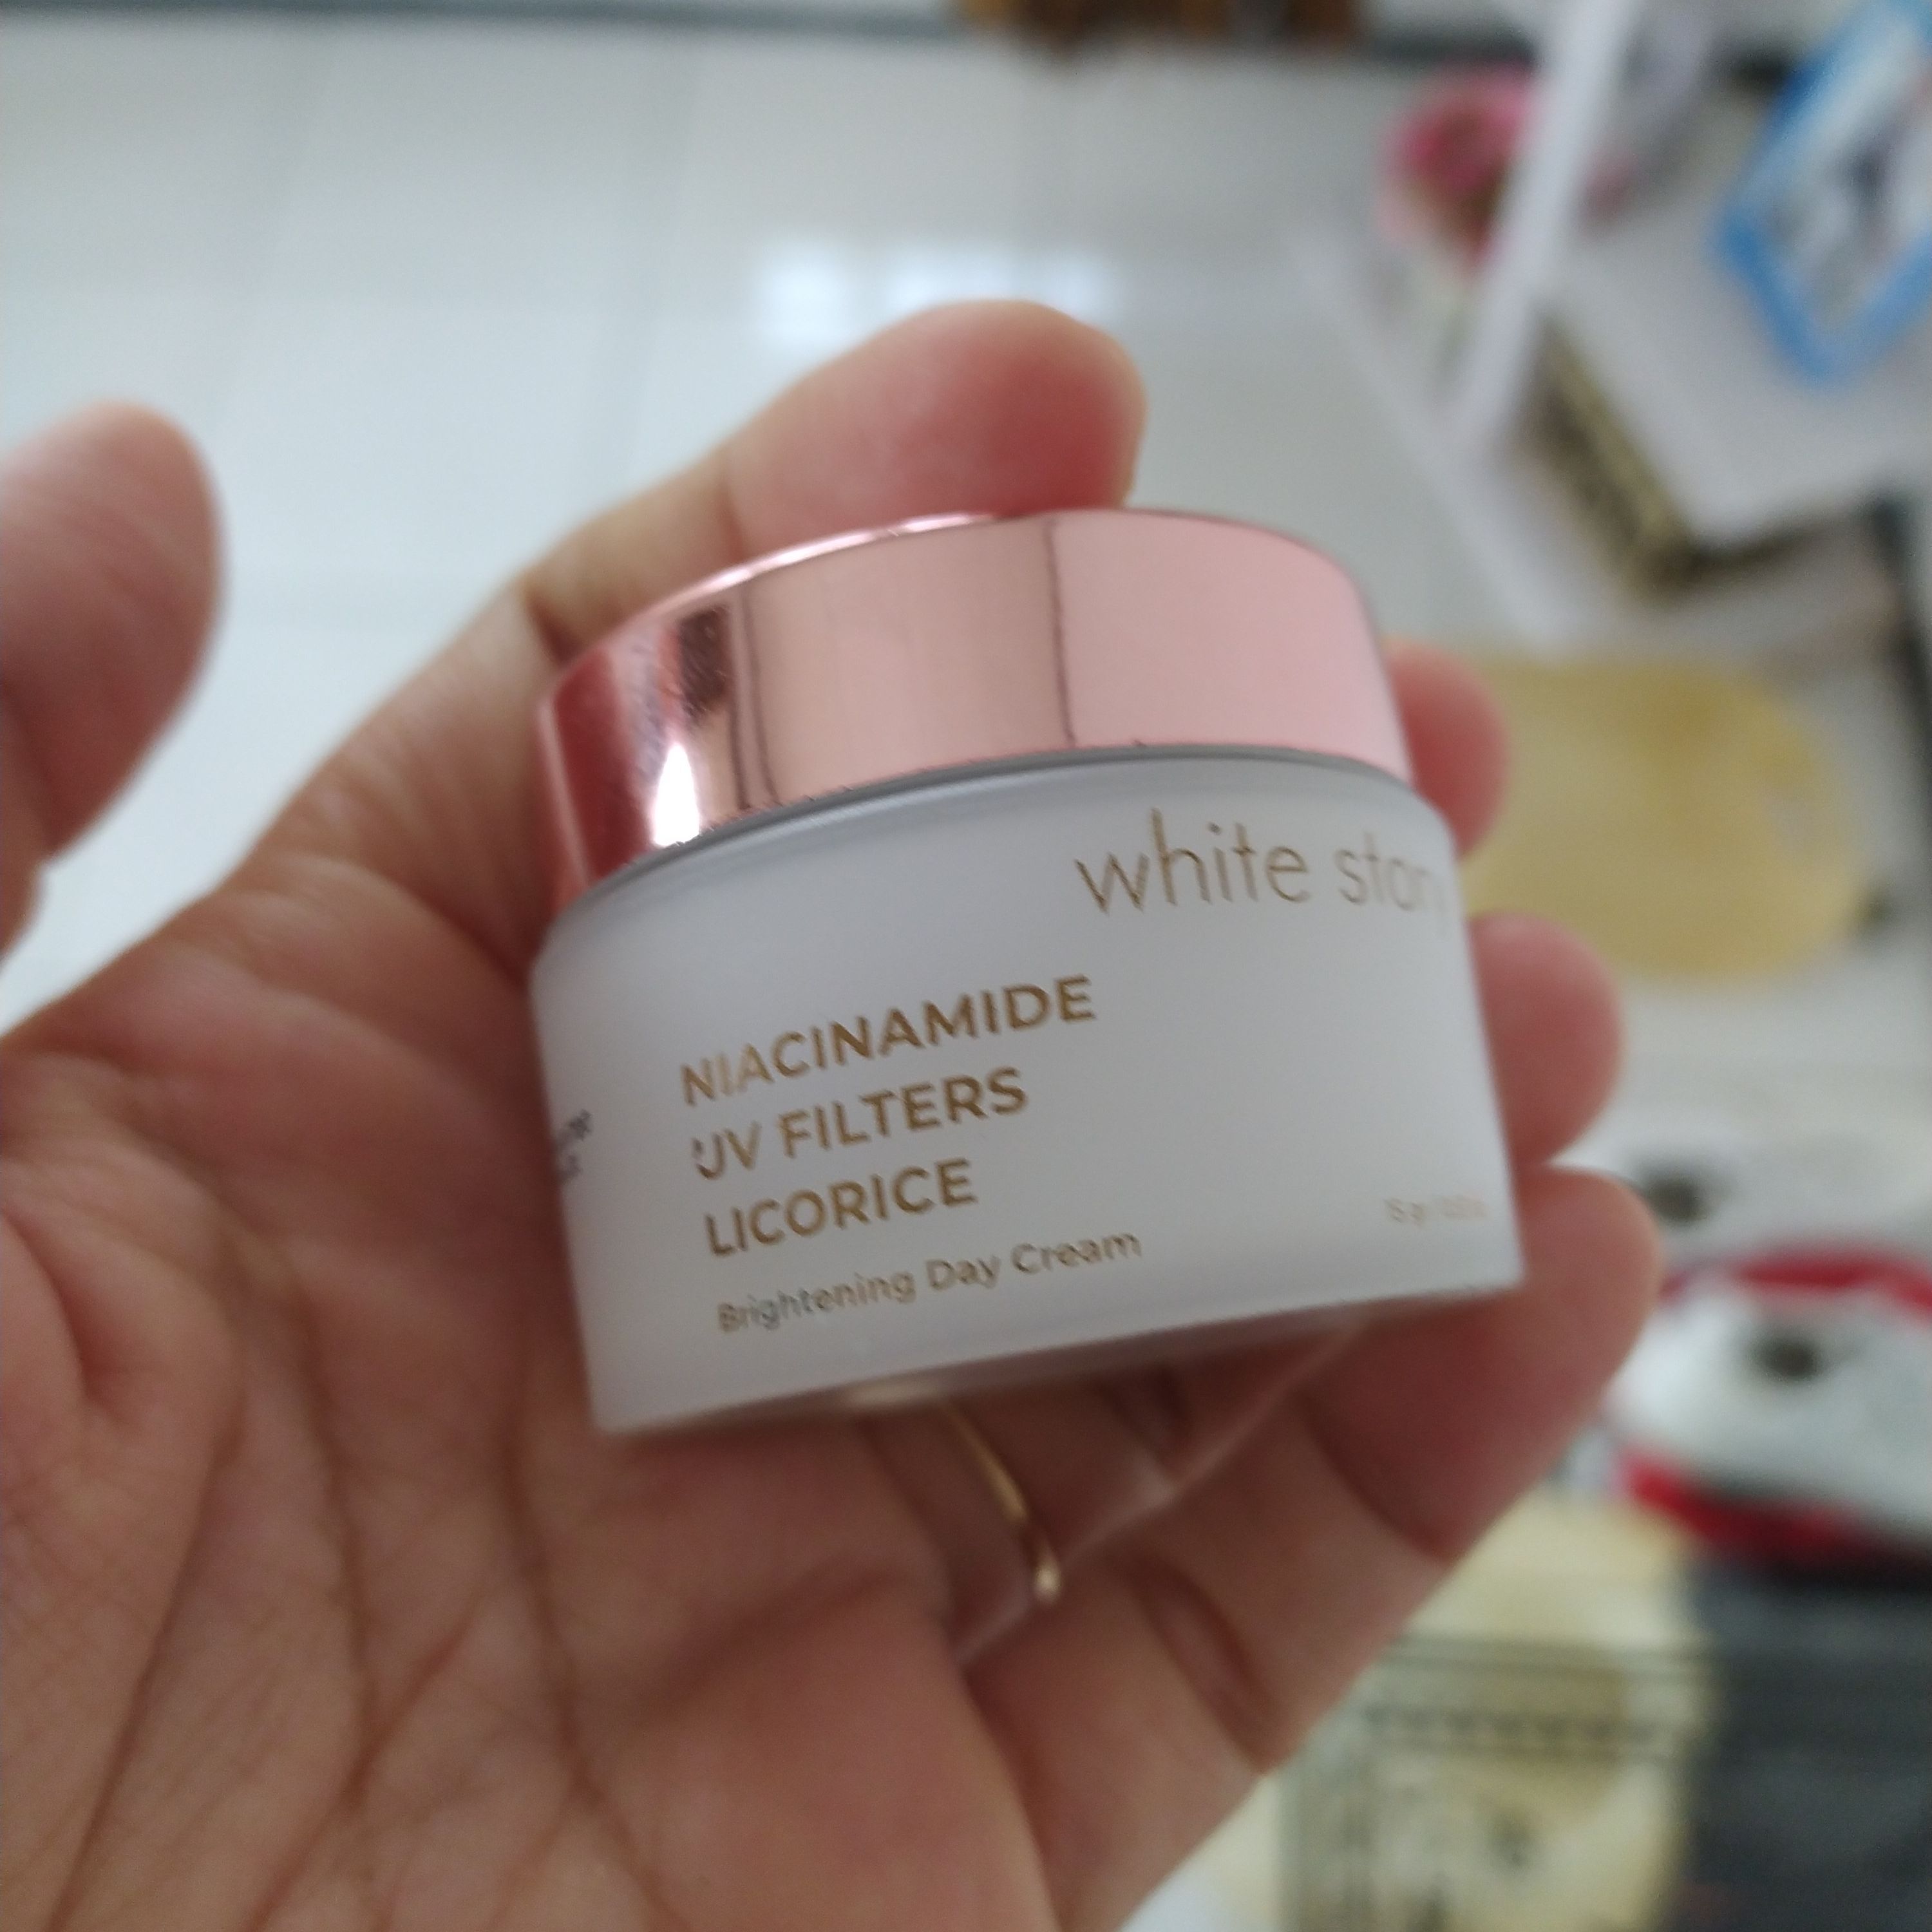 white story
NIACINAMIDE
UV FILTERS
LICORICE
Brightening Day Cream